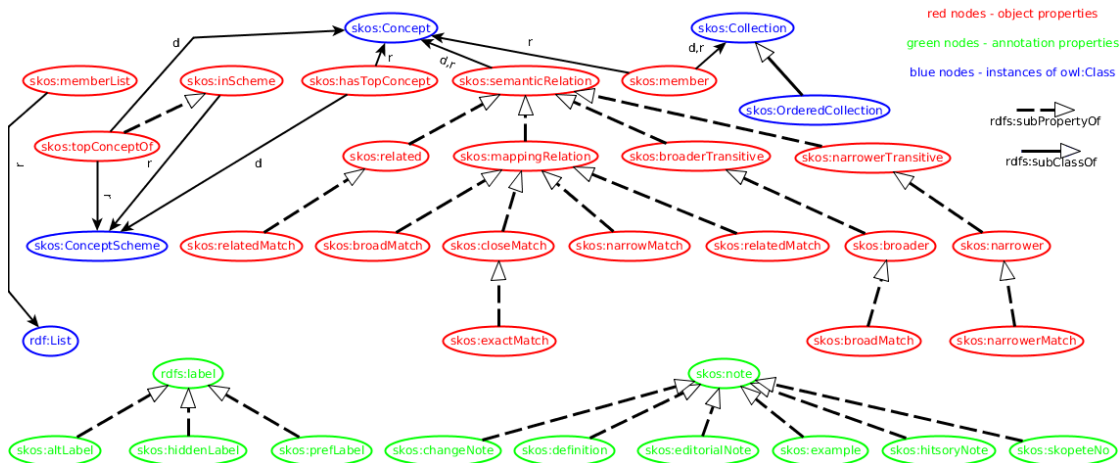 skos:Concept
skos:Collection
red nodes - object properties
d
r
d,r
green nodes - annotation properties
r
d,r
skos:memberList
skos:inScheme
skos:hasTopConcept
skos:semanticRelation
skos:member
blue nodes - instances of owl:Class
skos:OrderedCollection
rdfs:subPropertyOf
skos:topConceptOf
skos:related
skos:mappingRelation
skos:broaderTransitive
skos:narrowerTransitive
rdfs:subClassOf
r
r
d
r
skos:ConceptScheme
skos:relatedMatch
skos:broadMatch
skos:closeMatch
skos:narrowMatch
skos:relatedMatch
skos:broader
skos:narrower
rdf:List
skos:exactMatch
skos:broadMatch
skos:narrowerMatch
rdfs:label
skos:note
skos:altLabel
skos:hiddenLabel
skos:prefLabel
skos:changeNote
skos:definition
skos:editorialNote
skos:example
skos:hitsoryNote
skos:skopeteNo